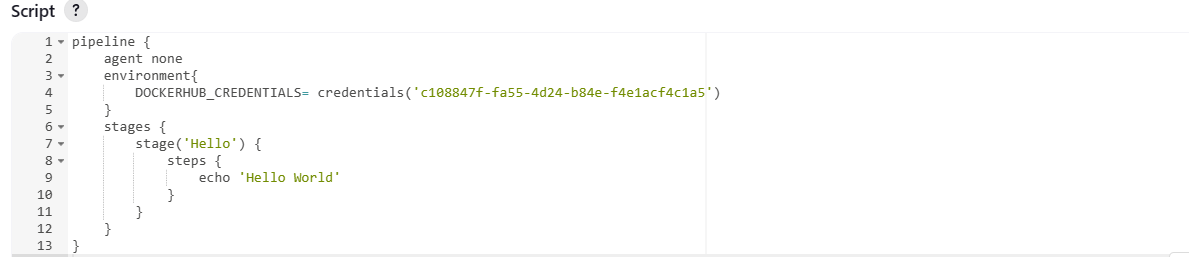 Script ?
1 pipeline {
2     agent none
3     environment{
4         DOCKERHUB_CREDENTIALS= credentials('c108847f-fa55-4d24-b84e-f4e1acf4c1a5')
5     }
6     stages {
7         stage('Hello') {
8             steps {
9                 echo 'Hello World'
10             }
11         }
12     }
13 }